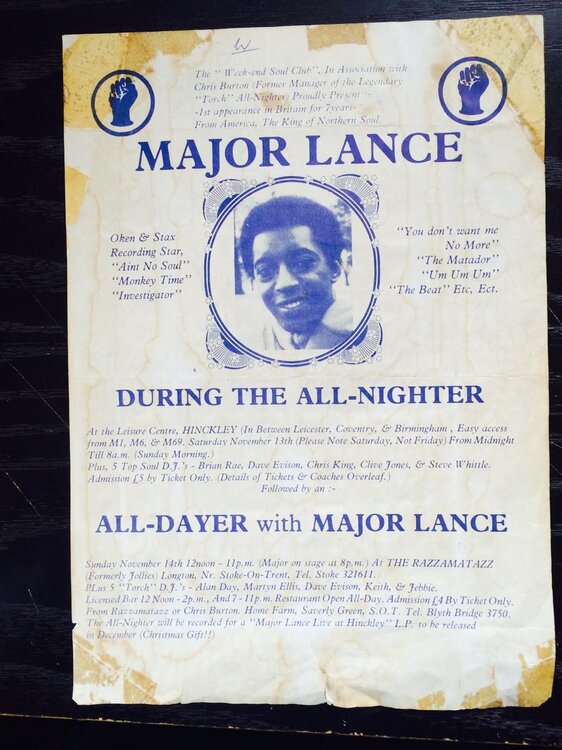 The " Week-end Soul Club", In Association with
Chris Burton (Former Manager of the Legendary
"Torch" All-Nighter) Proudly Present :-
-1st appearance in Britain for 7years-
From America, The King of Northern Soul,
MAJOR LANCE
Oken & Stax
Recording Star,
"Aint No Soul"
"Monkey Time"
"Investigator"
"You don't want me
No More"
"The Matador"
"Um Um Um"
"The Beat" Etc, Ect.
DURING THE ALL-NIGHTER
At the Leisure Centre, HINCKLEY (In Between Leicester, Coventry, & Birmingham , Easy access
from M1, M6, & M69. Saturday November 13th (Please Note Saturday, Not Friday) From Midnight
Till 8a.m. (Sunday Morning.)
Plus, 5 Top Soul D.J.'s - Brian Rae, Dave Evison, Chris King, Clive Jones, & Steve Whittle.
Admission £5 by Ticket Only. (Details of Tickets & Coaches Overleaf.)
Followed by an :-
ALL-DAYER with MAJOR LANCE
Sunday November 14th 12noon - 11p.m. (Major on stage at 8p.m.) At THE RAZZAMATAZZ
(Formerly Jollies) Longton, Nr. Stoke-On-Trent, Tel. Stoke 321611.
PLus 5 "Torch" D.J.'s - Alan Day, Martyn Ellis, Dave Evison, Keith, & Jebbie.
Licensed Bar 12 Noon - 2p.m., And 7 - 11p.m. Restaurant Open All-Day. Admission £4 By Ticket Only.
From Razzamatazz or Chris Burton. Home Farm, Saverly Green, S.O.T. Tel. Blyth Bridge 3750.
The All-Nighter will be recorded for a "Major Lance Live at Hinckley" L.P. to be released
in December (Christmas Gift!!)